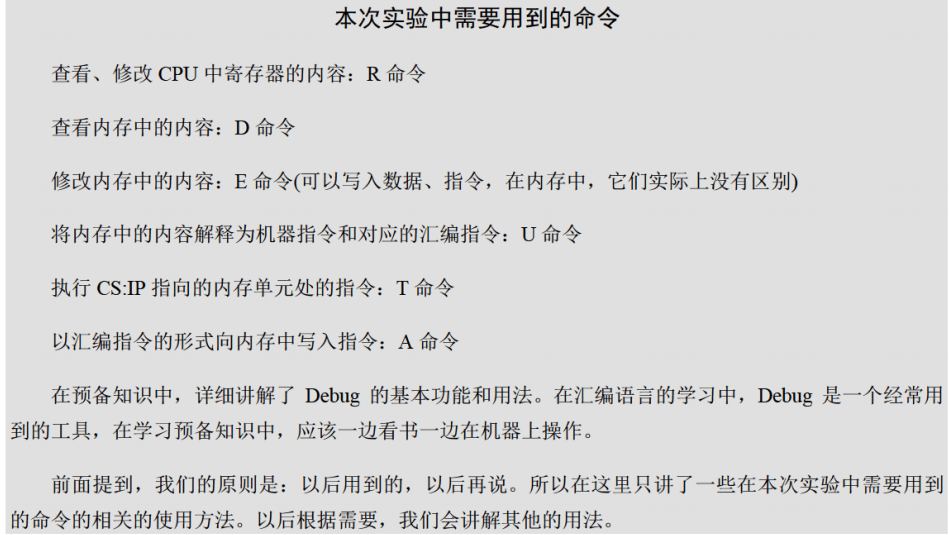 本次实验中需要用到的命令
查看、修改 CPU 中寄存器的内容：R 命令
查看内存中的内容：D 命令
修改内存中的内容：E 命令(可以写入数据、指令，在内存中，它们实际上没有区别)
将内存中的内容解释为机器指令和对应的汇编指令：U 命令
执行 CS:IP 指向的内存单元处的指令：T 命令
以汇编指令的形式向内存中写入指令：A 命令
在预备知识中，详细讲解了 Debug 的基本功能和用法。在汇编语言的学习中，Debug 是一个经常用
到的工具，在学习预备知识中，应该一边看书一边在机器上操作。
前面提到，我们的原则是：以后用到的，以后再说。所以在这里只讲了一些在本次实验中需要用到
的命令的相关的使用方法。以后根据需要，我们会讲解其他的用法。